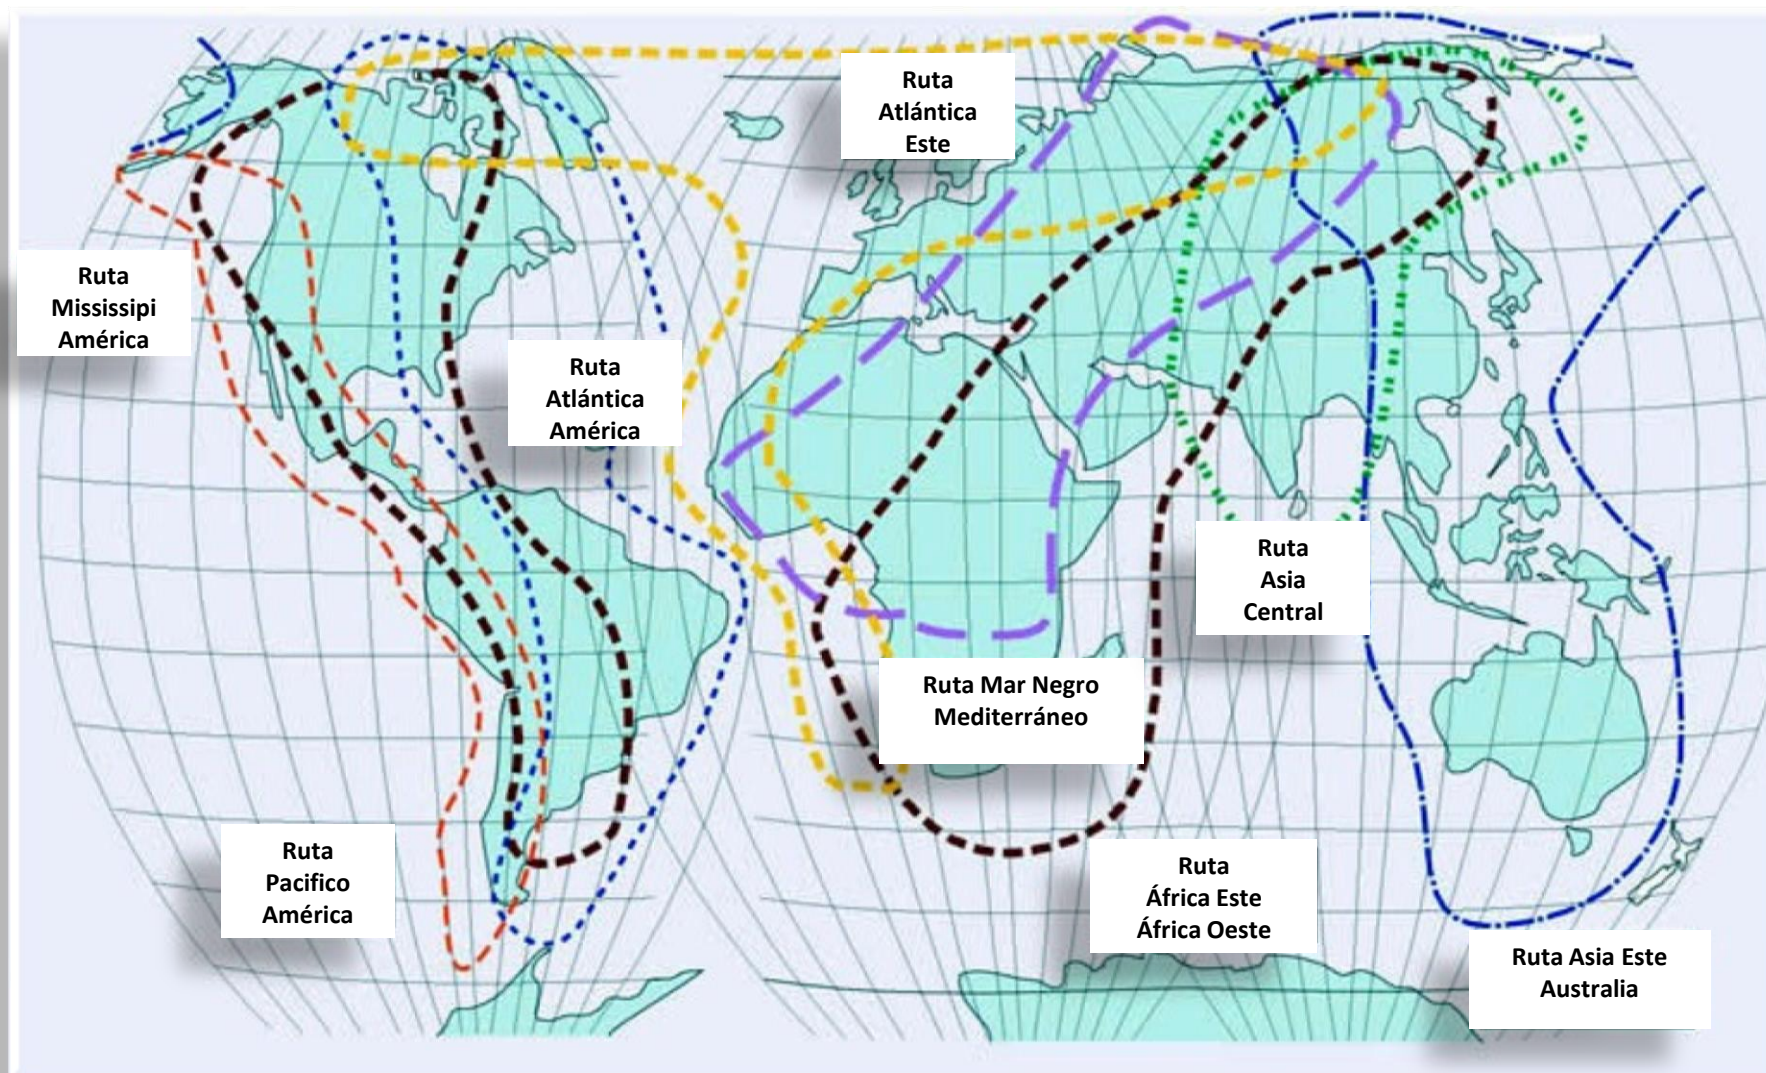 Ruta
Atlántica
Este
Ruta
Mississipi
América
Ruta
Atlántica
América
Ruta
Asia
Central
Ruta Mar Negro
Mediterráneo
Ruta
Pacifico
América
Ruta
África Este
África Oeste
Ruta Asia Este
Australia